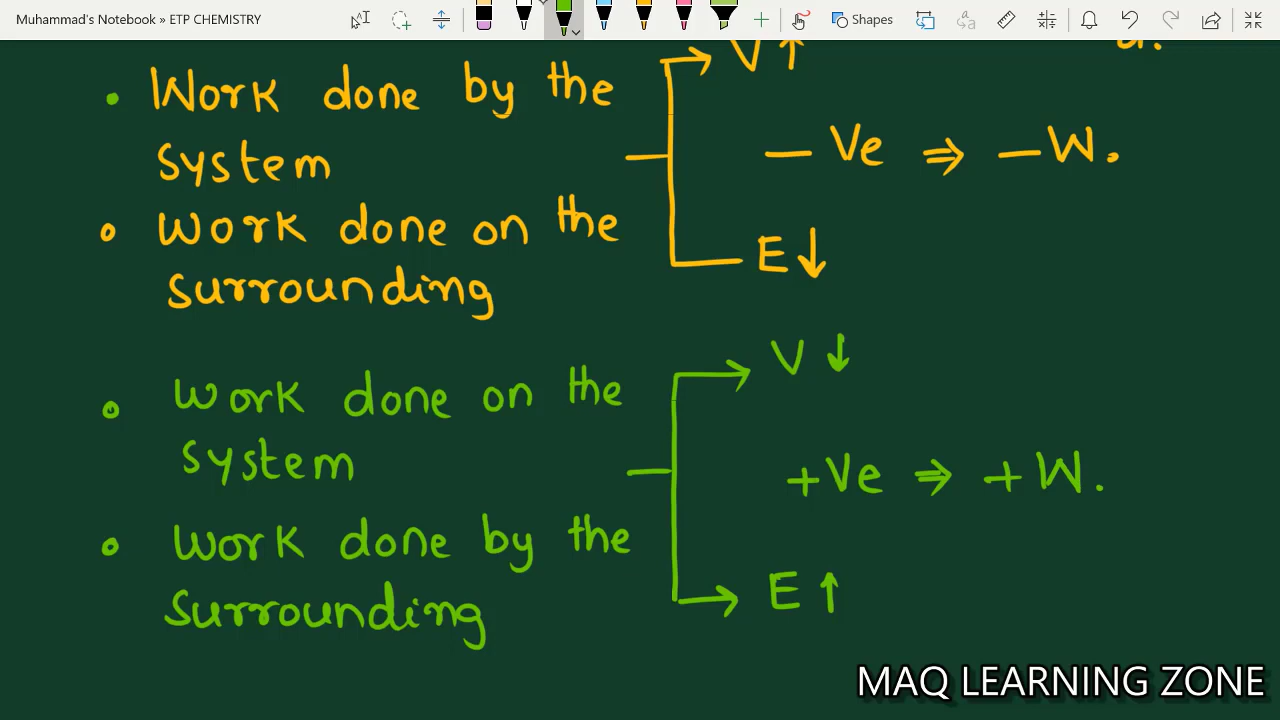 Muhammad's Notebook » ETP CHEMISTRY
Shapes
V ↑
• Work done by the
system
– Ve ⇒ – W.
• Work done on the
surrounding
E ↓
V ↓
• Work done on the
system
+Ve ⇒ + W.
• Work done by the
surrounding
E ↑
MAQ LEARNING ZONE